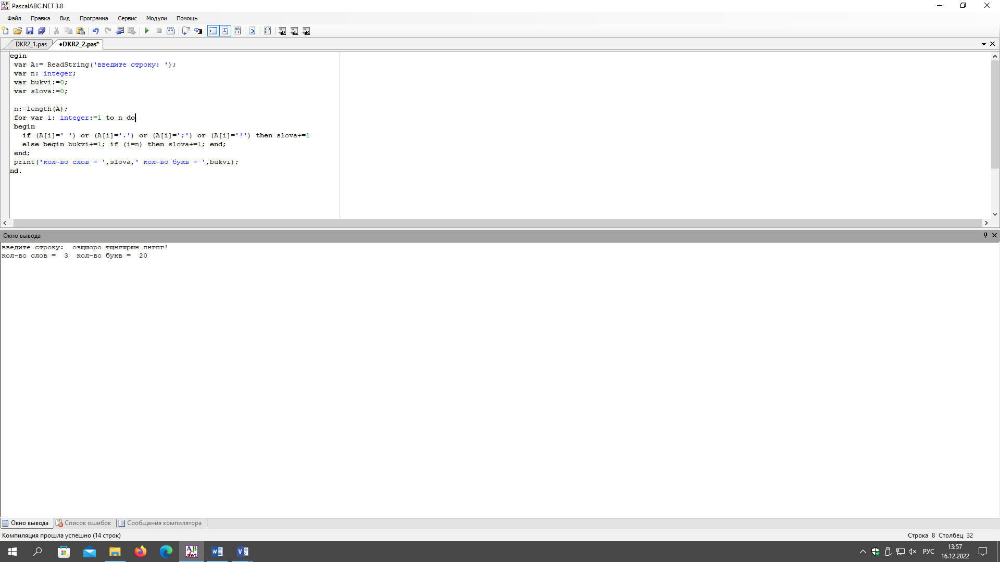 PascalABC.NET 3.8
Файл Правка Вид Программа Сервис Модули Помощь
DKR2_1.pas •DKR2_2.pas*
egin
var A:= ReadString('введите строку: ');
var n: integer;
var bukvi:=0;
var slova:=0;
n:=length(A);
for var i: integer:=1 to n do
begin
if (A[i]=' ') or (A[i]='.') or (A[i]=';') or (A[i]='!') then slova+=1
else begin bukvi+=1; if (i=n) then slova+=1; end;
end;
print('кол-во слов = ',slova,' кол-во букв = ',bukvi);
nd.
Окно вывода
введите строку:  озщшоро тщнгшршн пнгпг!
кол-во слов =  3  кол-во букв =  20
Окно вывода Список ошибок Сообщения компилятора
Компиляция прошла успешно (14 строк) Строка 8 Столбец 32
РУС 13:57
16.12.2022